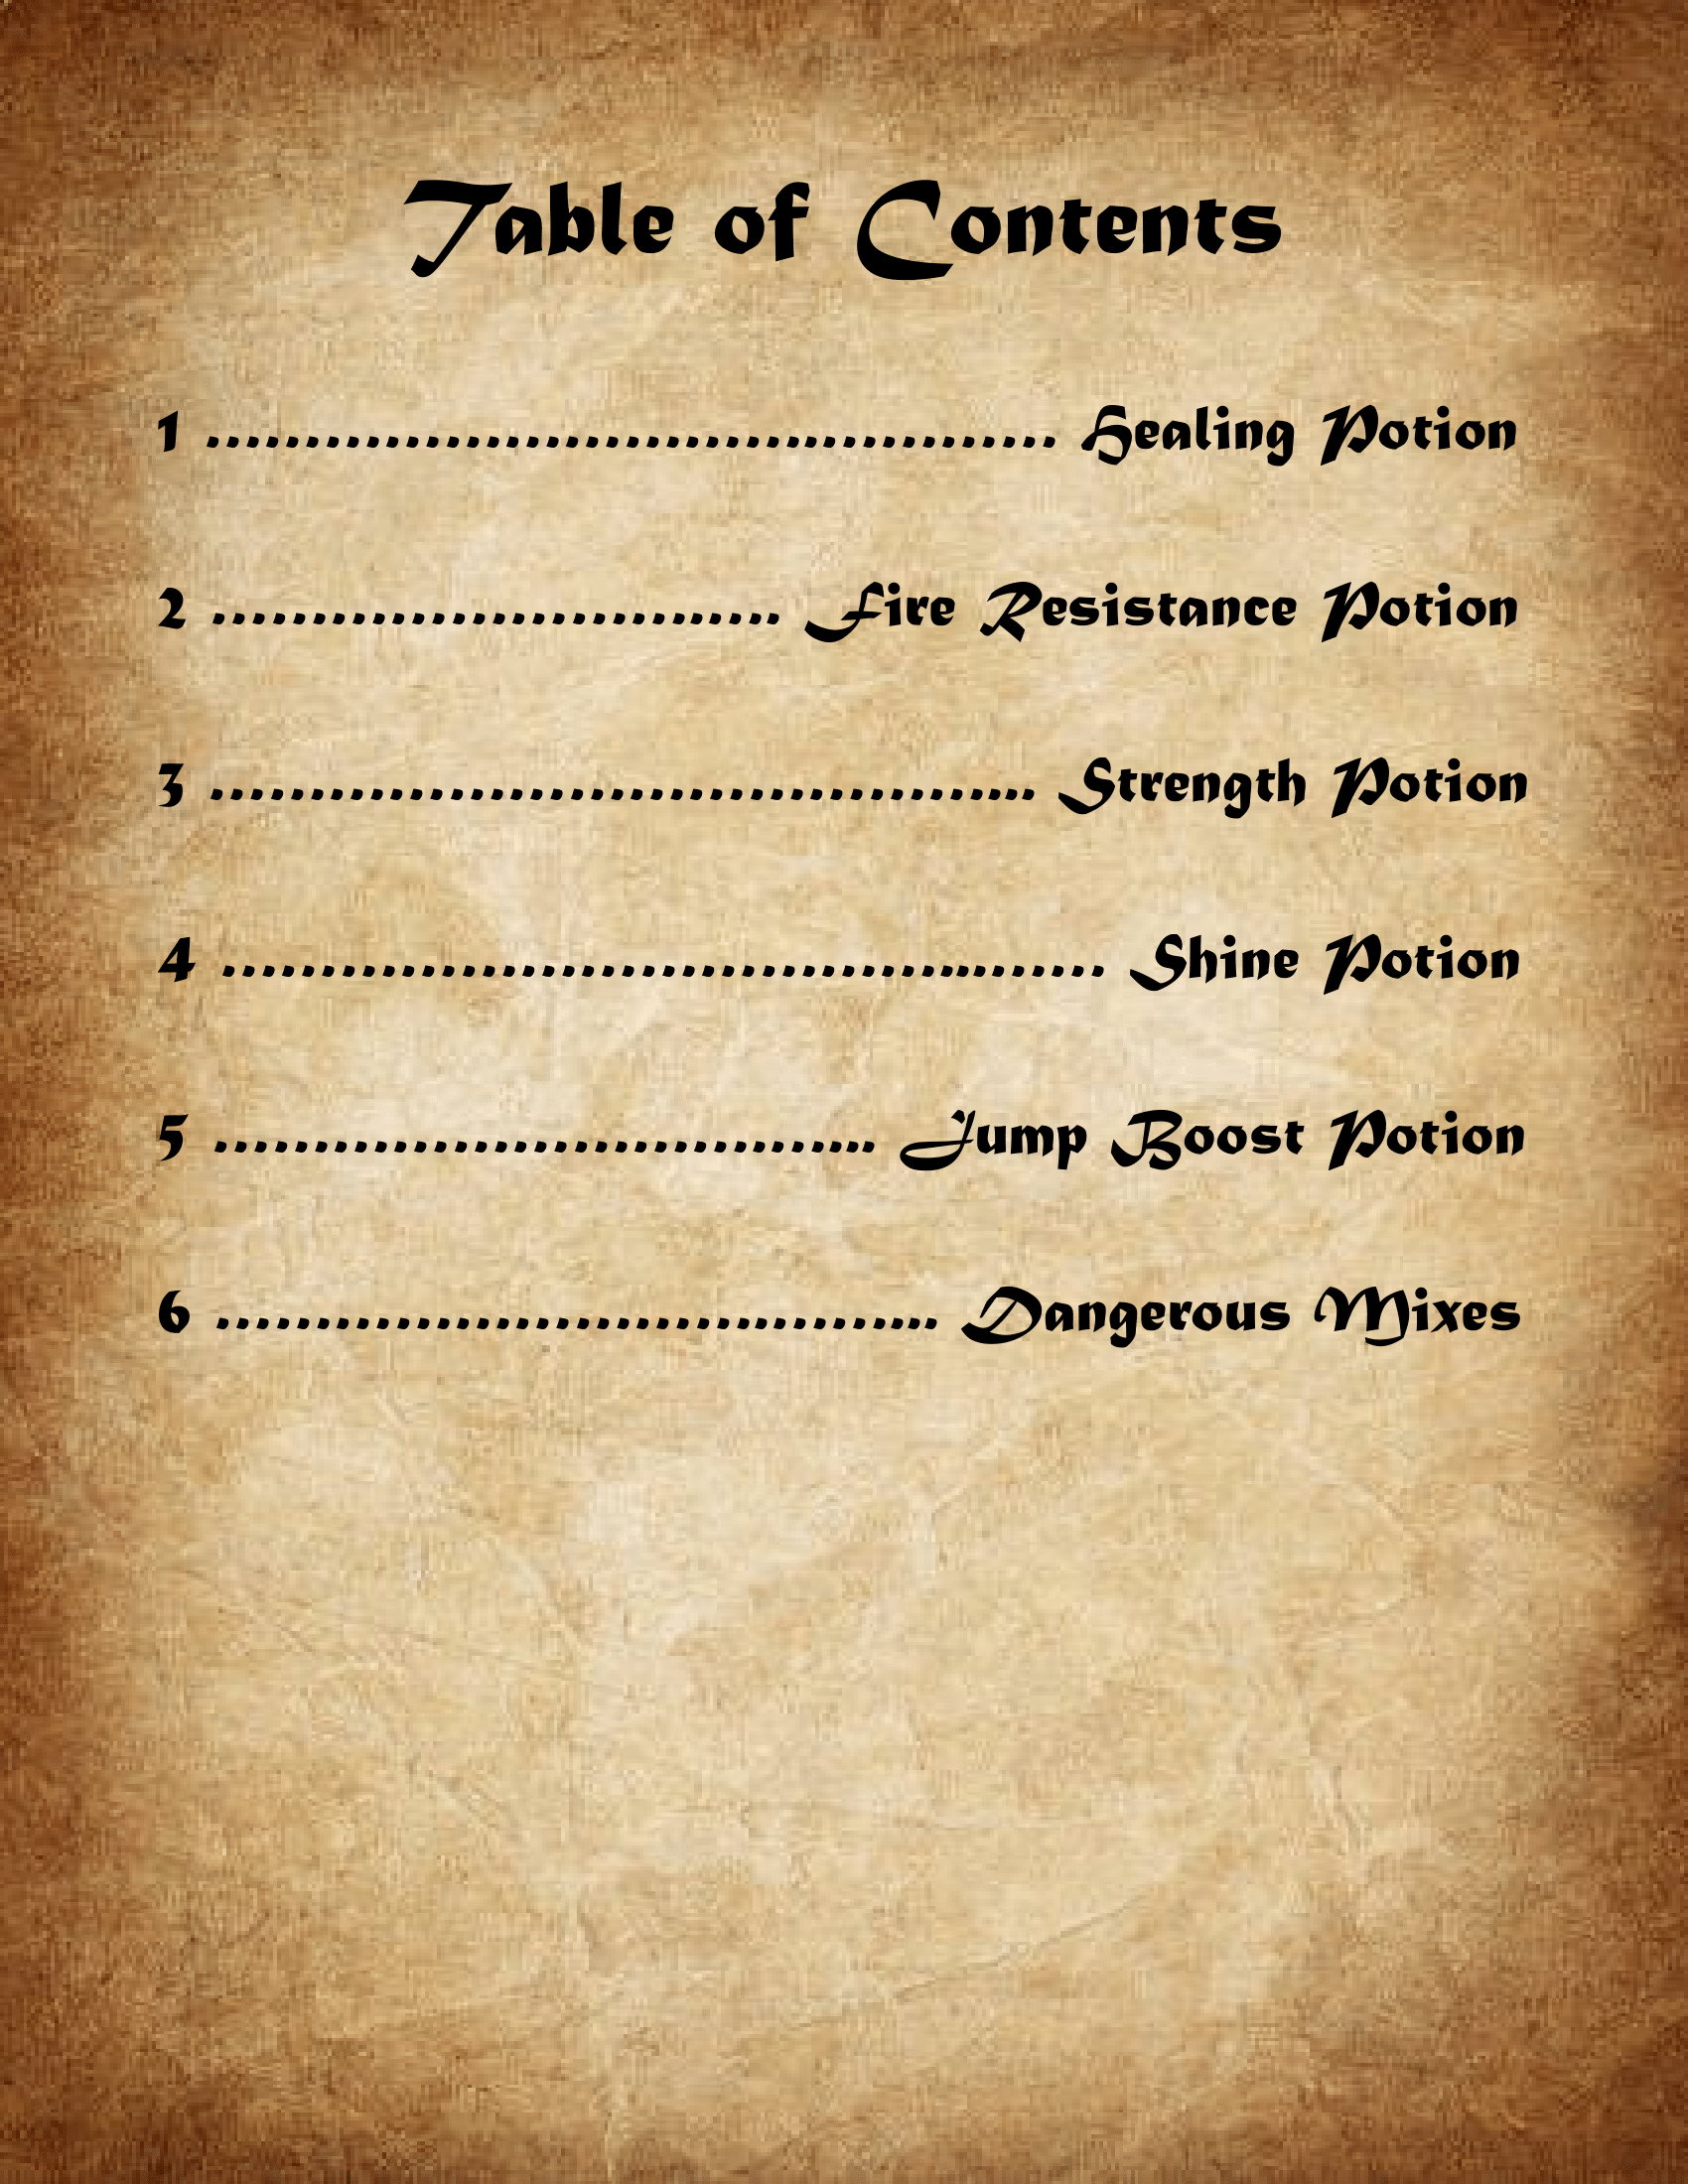 Table of Contents
1 ........................................... Healing Potion
2 ............................. Fire Resistance Potion
3 .......................................... Strength Potion
4 ............................................. Shine Potion
5 .................................. Jump Boost Potion
6 ..................................... Dangerous Mixes